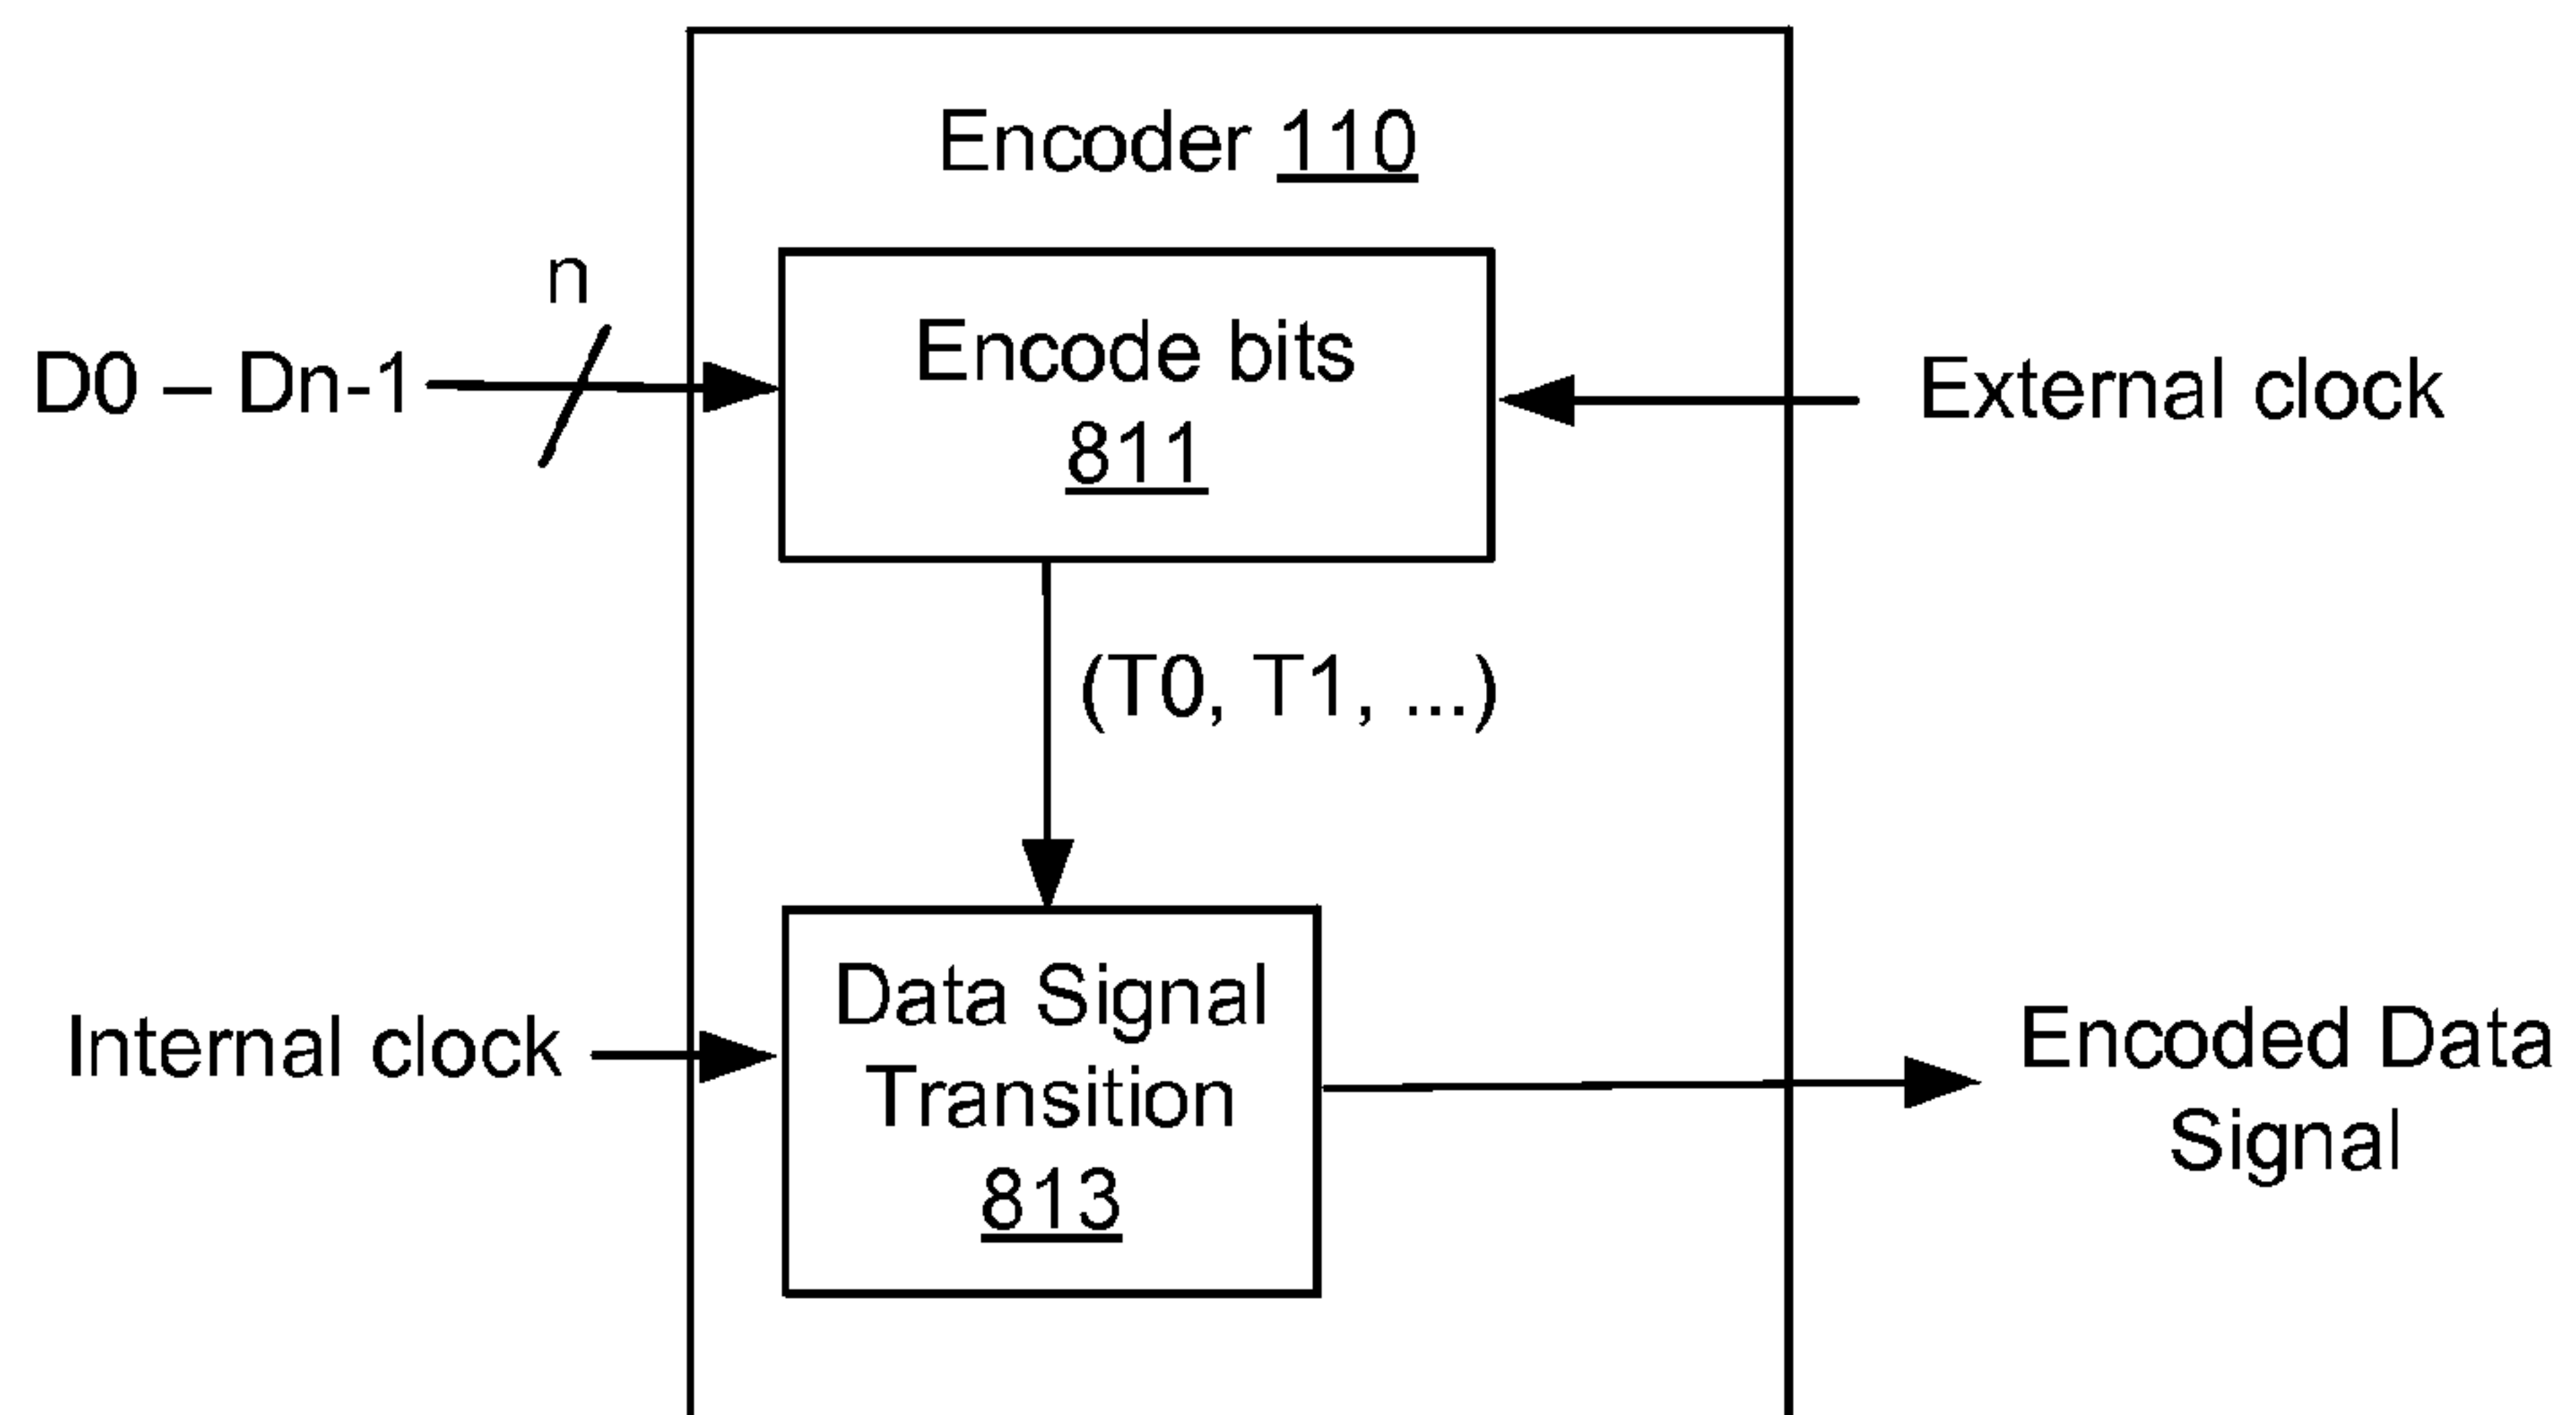 Encoder 110
n
D0 – Dn-1
Encode bits
811
External clock
(T0, T1, ...)
Internal clock
Data Signal
Transition
813
Encoded Data
Signal